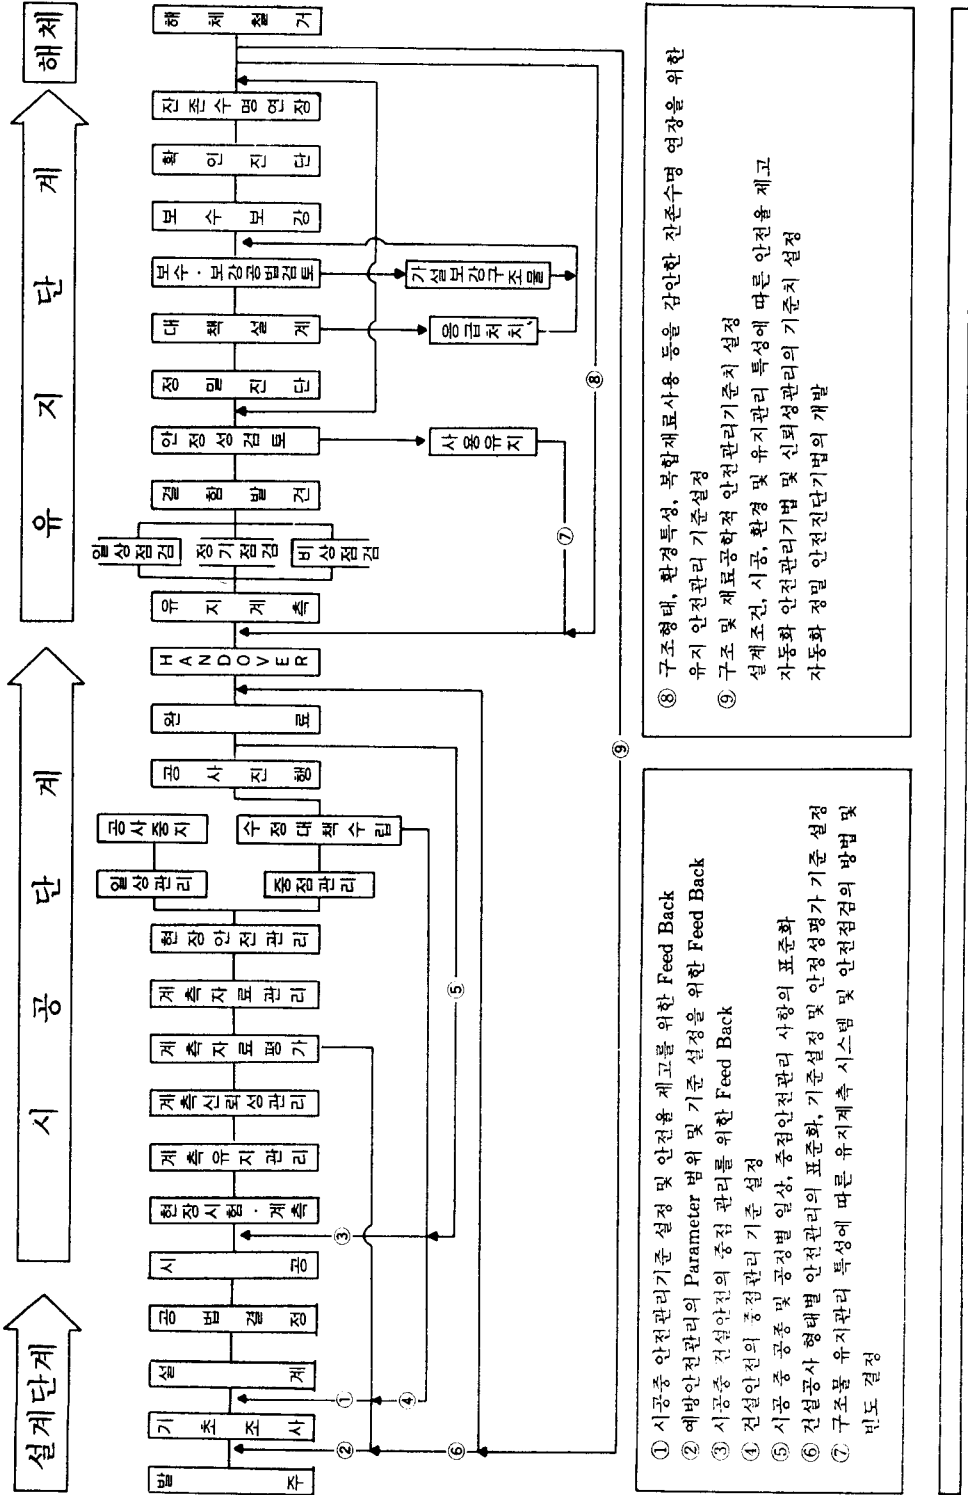 설계단계
시 공 단 계
유 지 단 계
해체
발주
기초조사
설계
공법결정
시공
현장시험·계측
계측유지관리
계측신뢰성관리
계측자료평가
계측자료관리
현장안전관리
일상관리
공사중지
중점관리
수정대책수립
공사진행
완료
HANDOVER
유지계측
일상점검
정기점검
비상점검
결함발견
안정성검토
정밀진단
대책설계
보수·보강공법검토
보수보강
확인진단
잔존수명연장
해체철거
사용유지
응급처치
가설보강구조물
①
②
③
④
⑤
⑥
⑦
⑧
⑨
① 시공중 안전관리기준 설정 및 안전율 제고를 위한 Feed Back
② 예방안전관리의 Parameter 범위 및 기준 설정을 위한 Feed Back
③ 시공중 건설안전의 중점 관리를 위한 Feed Back
④ 건설안전의 중점관리 기준 설정
⑤ 시공 중 공종 및 공정별 일상, 중점안전관리 사항의 표준화
⑥ 건설공사 형태별 안전관리의 표준화, 기준설정 및 안정성평가 기준 설정
⑦ 구조물 유지관리 특성에 따른 유지계측 시스템 및 안전점검의 방법 및
빈도 결정
⑧ 구조형태, 환경특성, 복합재료사용 등을 감안한 잔존수명 연장을 위한
유지 안전관리 기준설정
⑨ 구조 및 재료공학적 안전관리기준치 설정
설계조건, 시공, 환경 및 유지관리 특성에 따른 안전율 제고
자동화 안전관리기법 및 신뢰성관리의 기준치 설정
자동화 정밀 안전진단기법의 개발